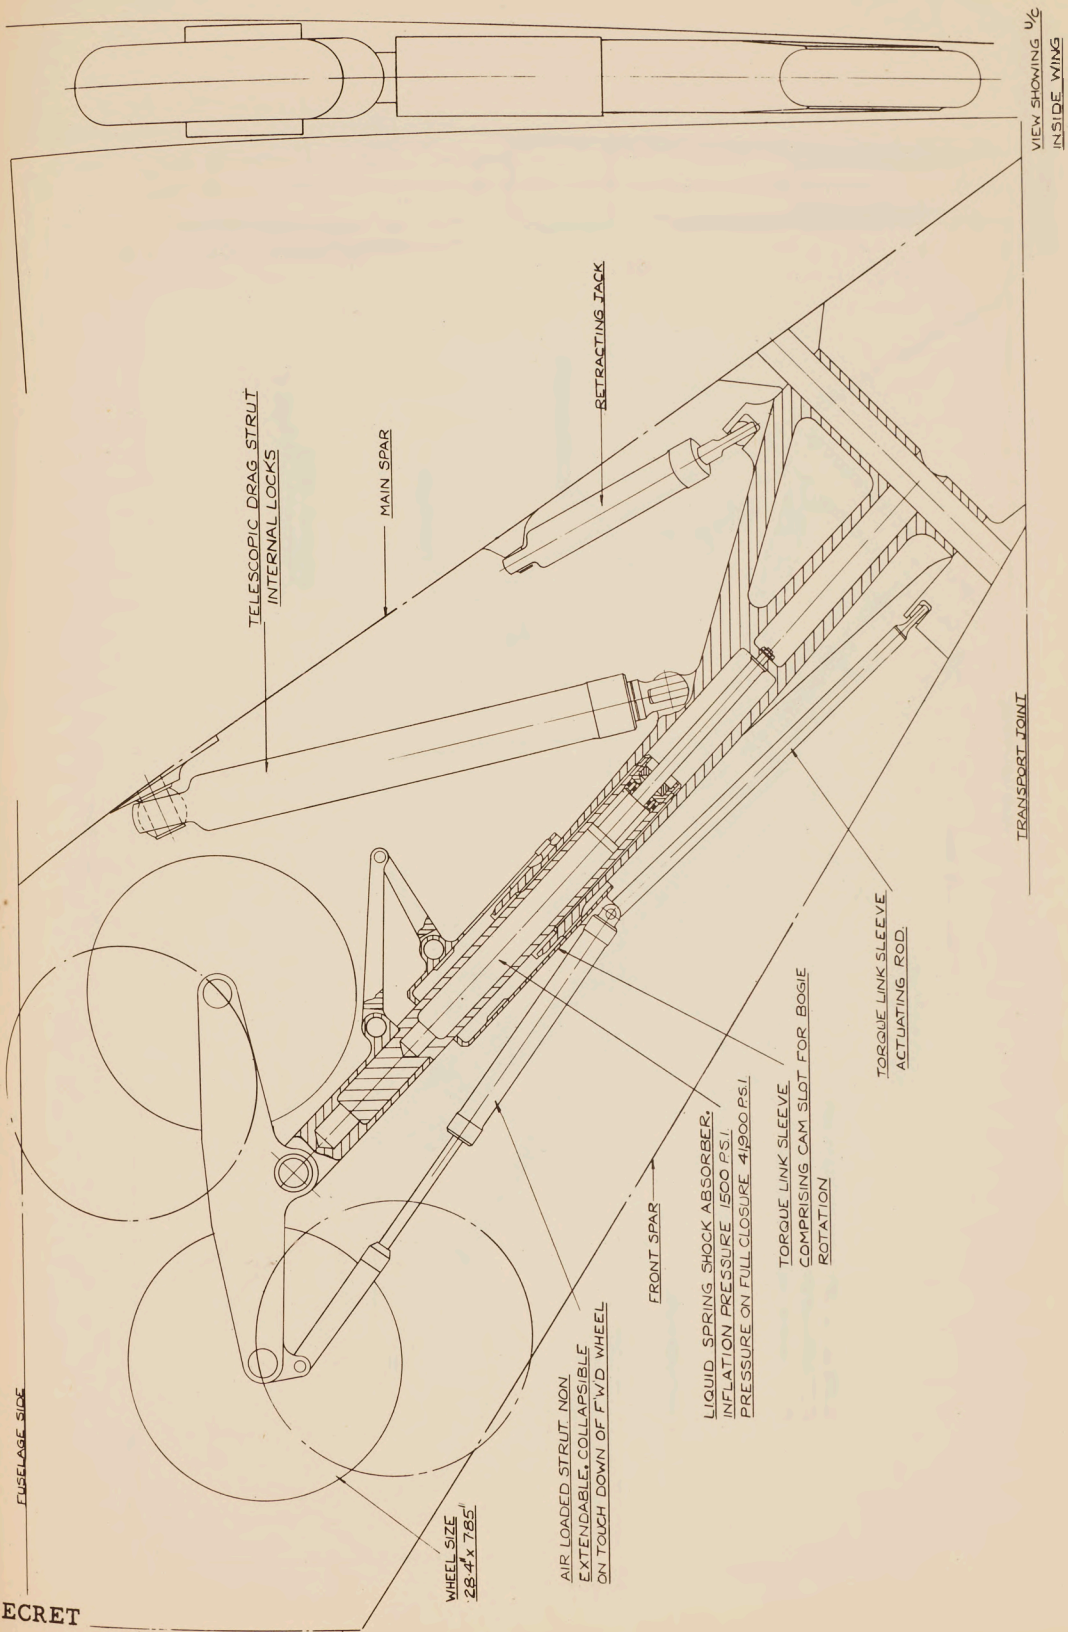 VIEW SHOWING U/C
INSIDE WING
TELESCOPIC DRAG STRUT
INTERNAL LOCKS
MAIN SPAR
RETRACTING JACK
FUSELAGE SIDE
TRANSPORT JOINT
WHEEL SIZE
28·4" x 7·85"
AIR LOADED STRUT. NON
EXTENDABLE. COLLAPSIBLE
ON TOUCH DOWN OF F'W'D WHEEL
FRONT SPAR
LIQUID SPRING SHOCK ABSORBER.
INFLATION PRESSURE 1500 P.S.I.
PRESSURE ON FULL CLOSURE 41,900 P.S.I.
TORQUE LINK SLEEVE
COMPRISING CAM SLOT FOR BOGIE
ROTATION
TORQUE LINK SLEEVE
ACTUATING ROD.
ECRET